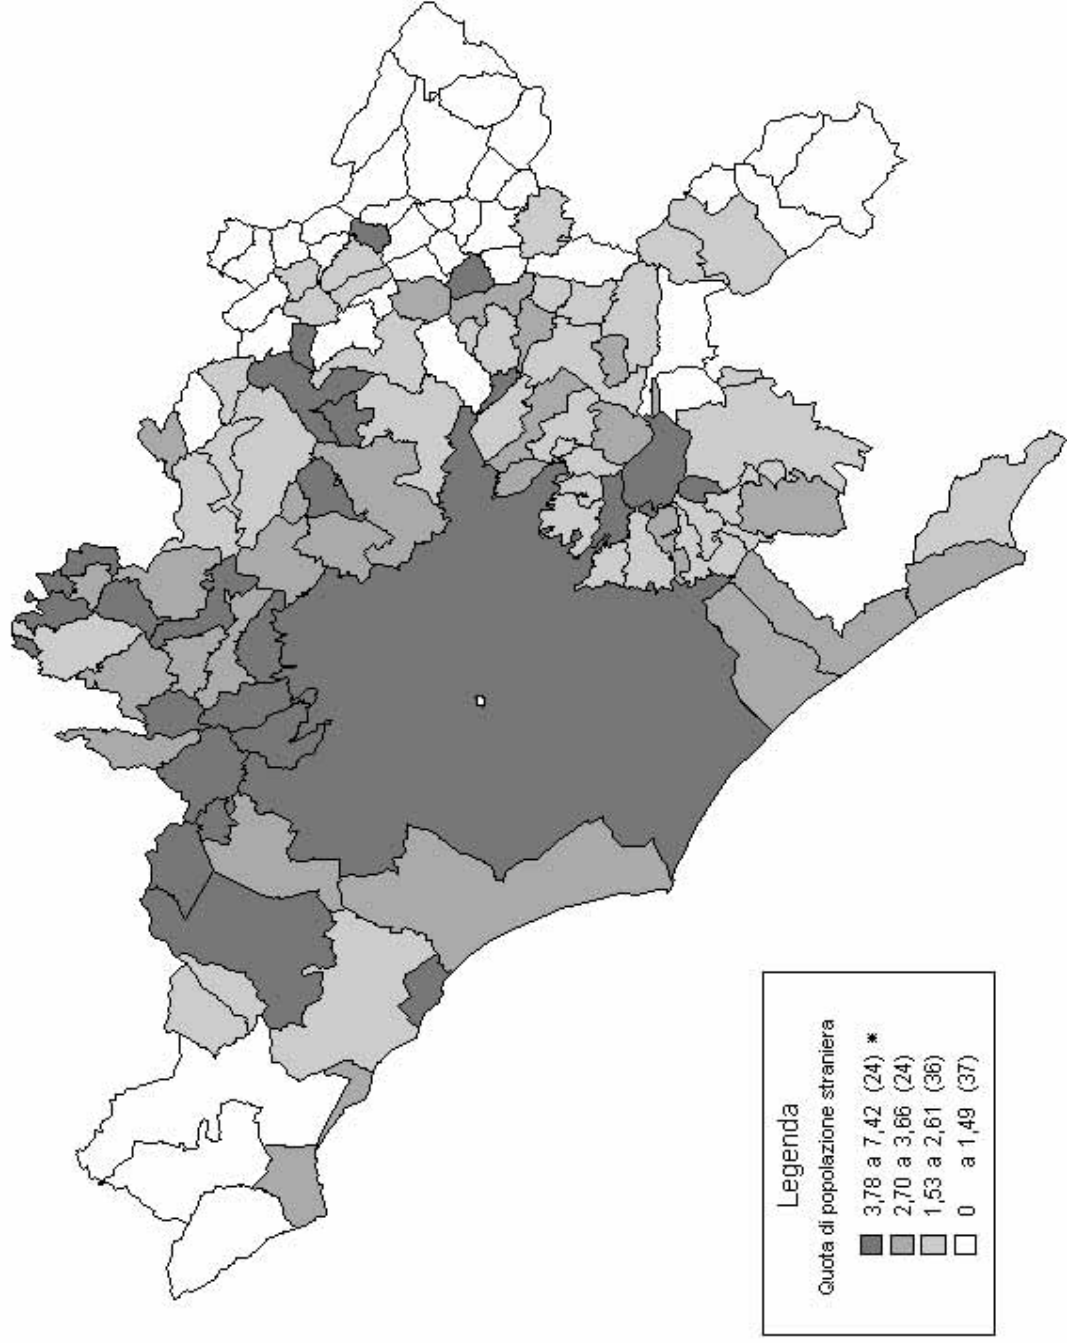 Legenda
Quota di popolazione straniera
3,78 a 7,42 (24) *
2,70 a 3,66 (24)
1,53 a 2,61 (36)
0 a 1,49 (37)